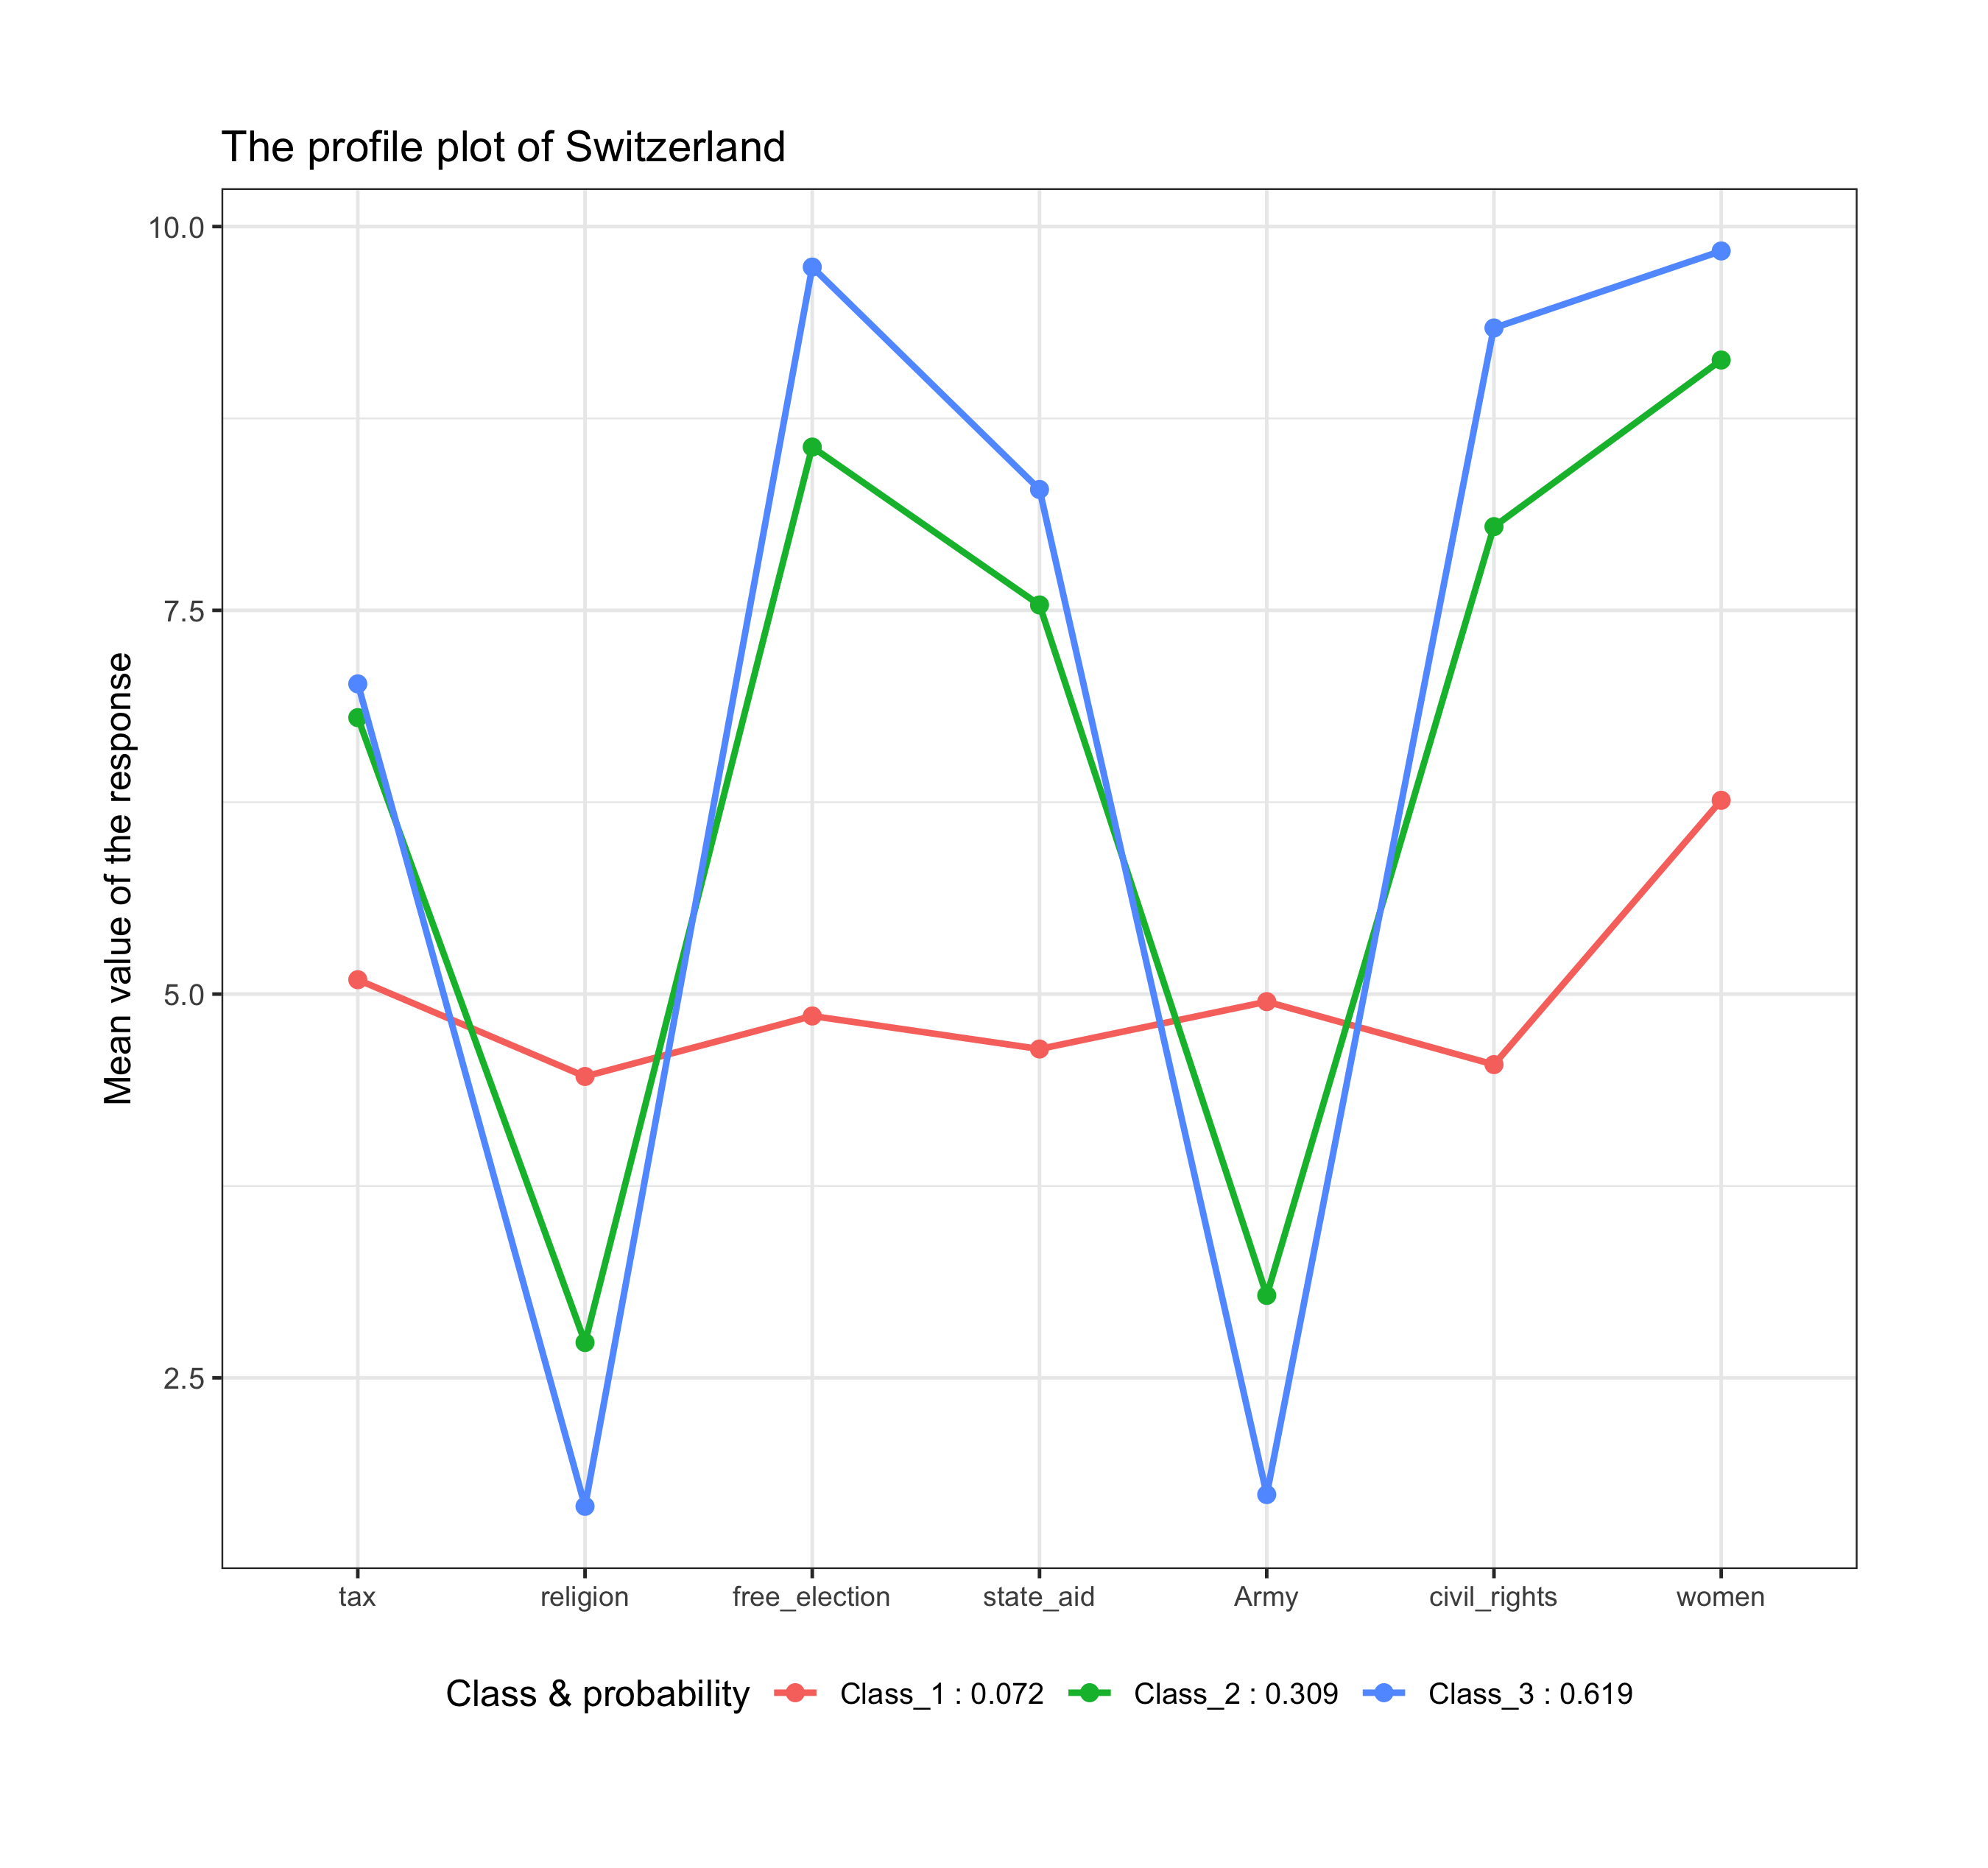 The profile plot of Switzerland
Mean value of the response
10.0
7.5
5.0
2.5
tax religion free_election state_aid Army civil_rights women
Class & probability Class_1 : 0.072 Class_2 : 0.309 Class_3 : 0.619